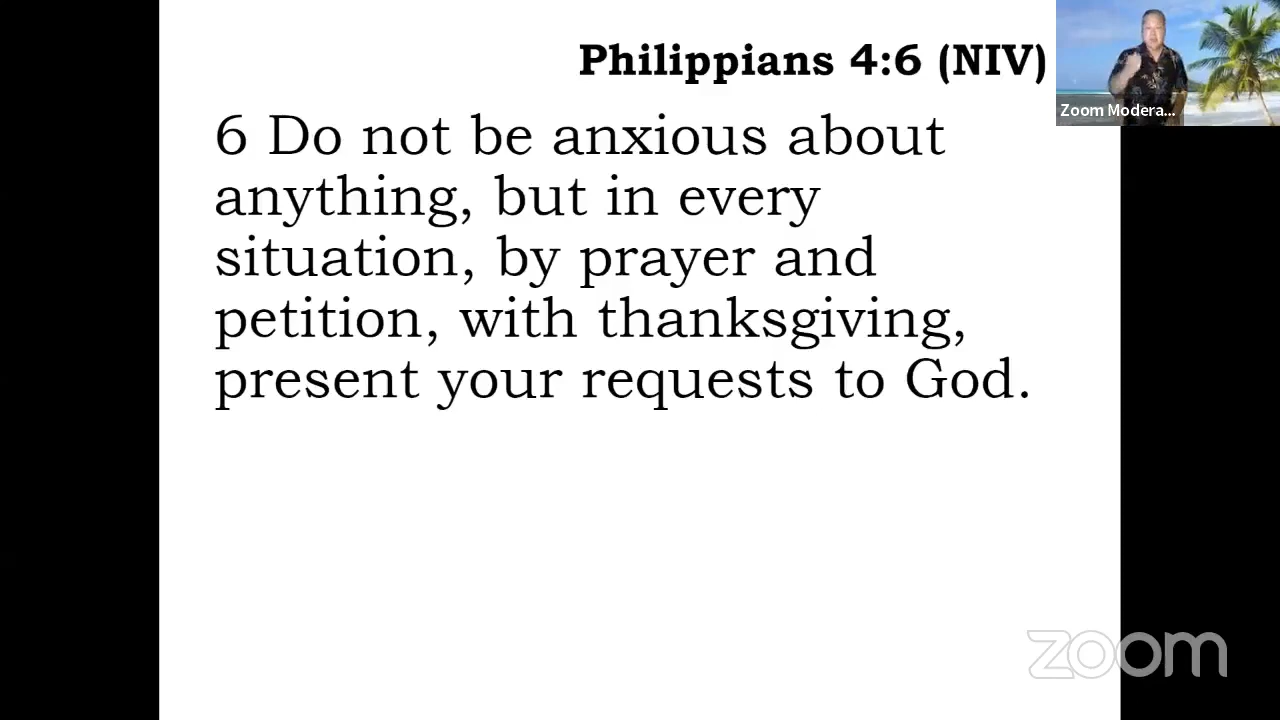 Philippians 4:6 (NIV)
Zoom Modera...
6 Do not be anxious about
anything, but in every
situation, by prayer and
petition, with thanksgiving,
present your requests to God.
zoom